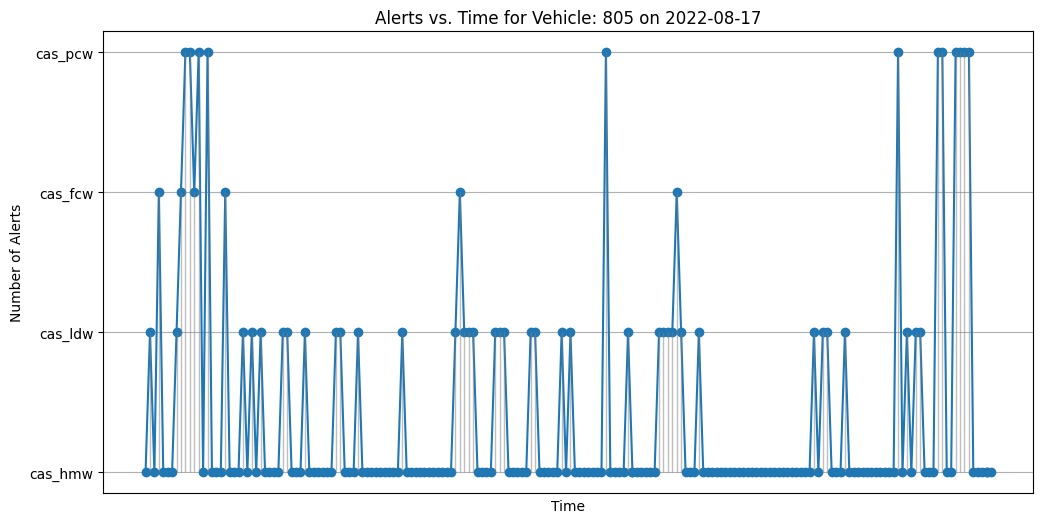 Alerts vs. Time for Vehicle: 805 on 2022-08-17
cas_pcw
cas_fcw
cas_ldw
cas_hmw
Number of Alerts
Time